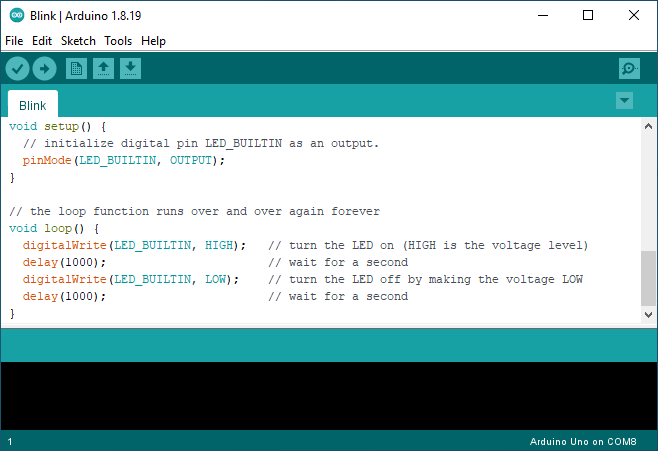 Blink | Arduino 1.8.19
File Edit Sketch Tools Help
Blink
void setup() {
  // initialize digital pin LED_BUILTIN as an output.
  pinMode(LED_BUILTIN, OUTPUT);
}
// the loop function runs over and over again forever
void loop() {
  digitalWrite(LED_BUILTIN, HIGH);   // turn the LED on (HIGH is the voltage level)
  delay(1000);                       // wait for a second
  digitalWrite(LED_BUILTIN, LOW);    // turn the LED off by making the voltage LOW
  delay(1000);                       // wait for a second
}
1 Arduino Uno on COM8